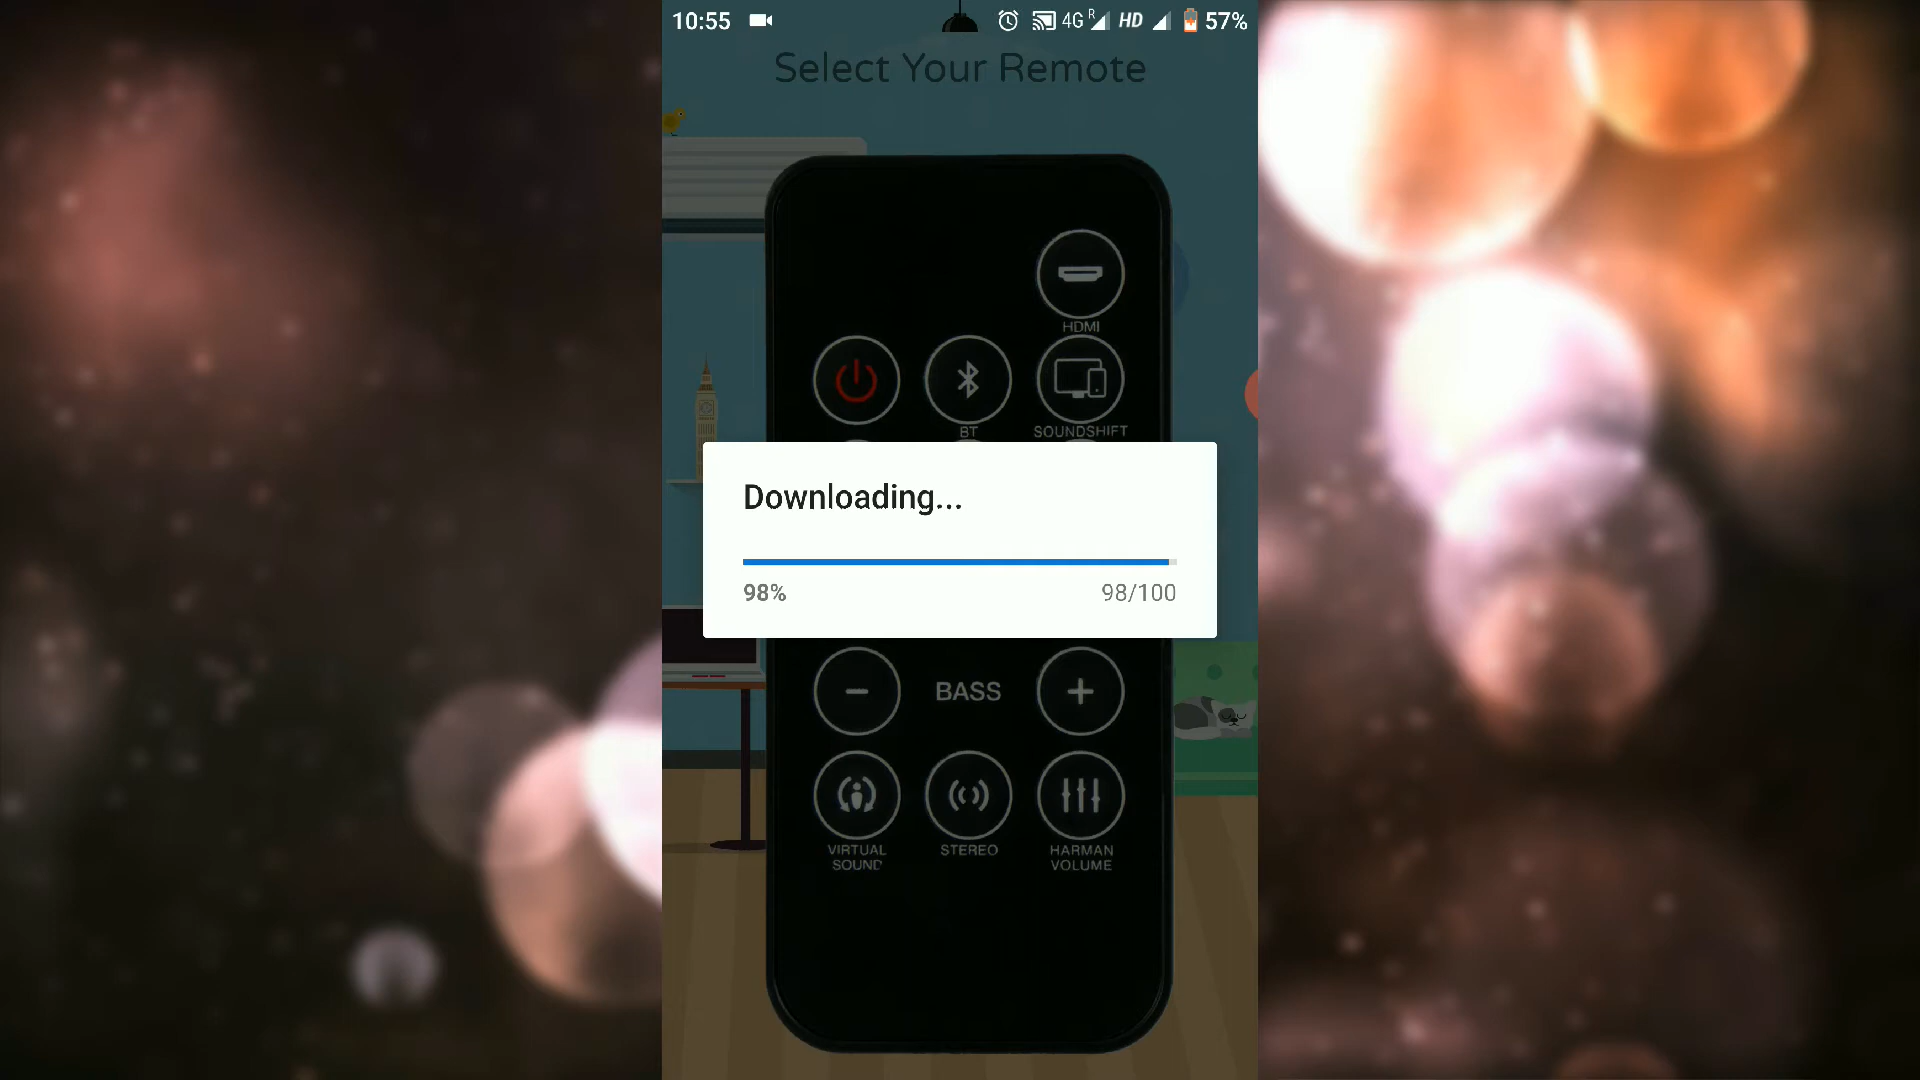 10:55 4G R HD 57%
Select Your Remote
HDMI
BT SOUNDSHIFT
Downloading...
98% 98/100
BASS
VIRTUAL SOUND STEREO HARMAN VOLUME